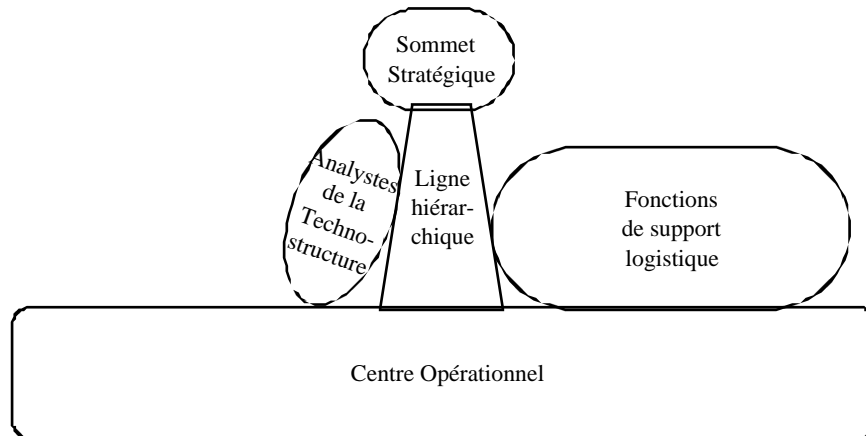 Sommet
Stratégique
Analystes
de la
Techno-
structure
Ligne
hiérar-
chique
Fonctions
de support
logistique
Centre Opérationnel